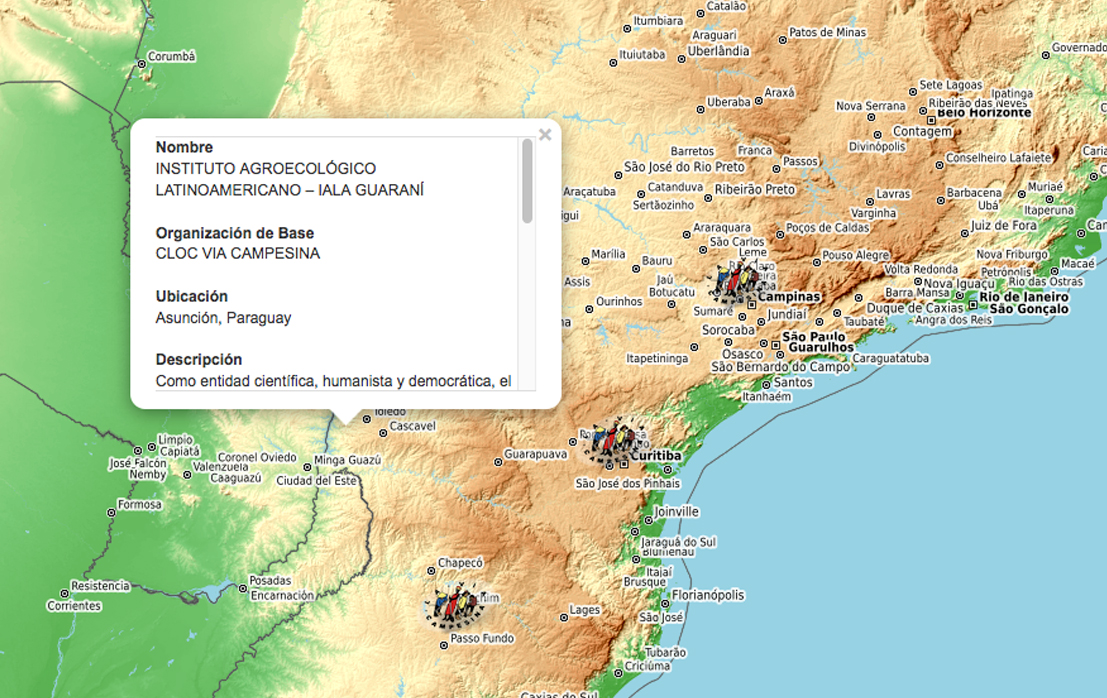 Catalão
Itumbiara
Araguari
Patos de Minas
Ituiutaba
Uberlândia
Governado
Corumbá
Sete Lagoas
Araxá
Ipatinga
Uberaba
Nova Serrana
Ribeirão das Neves
Belo Horizonte
Contagem
Divinópolis
Barretos
Franca
Caria
Passos
Conselheiro Lafaiete
São José do Rio Preto
Araçatuba
Catanduva
Ribeirão Preto
Lavras
Barbacena
Muriaé
Sertãozinho
Ubá
Itaperuna
igui
Varginha
Araraquara
Poços de Caldas
Juiz de Fora
Can
São Carlos
Marília
Leme
Pouso Alegre
Nova Friburgo
Bauru
Volta Redonda
Petrópolis
Macaé
Assis
Jaú
Nova Iguaçu
Rio das Ostras
Botucatu
Campinas
Barra Mansa
Rio de Janeiro
Ourinhos
Sumaré
Jundiaí
Duque de Caxias
São Gonçalo
na
Sorocaba
Taubaté
Angra dos Reis
São Paulo
Itapetininga
Osasco
Guarulhos
São Bernardo do Campo
Caraguatatuba
Santos
Itanhaém
×
Nombre
INSTITUTO AGROECOLÓGICO
LATINOAMERICANO – IALA GUARANÍ
Organización de Base
CLOC VIA CAMPESINA
Ubicación
Asunción, Paraguay
Descripción
Como entidad científica, humanista y democrática, el
Toledo
Cascavel
Limpio
Capiatá
Guarapuava
Curitiba
José Falcón
Coronel Oviedo
Minga Guazú
Nemby
Valenzuela
Caaguazú
Ciudad del Este
São José dos Pinhais
Formosa
Joinville
Jaraguá do Sul
Blumenau
Chapecó
Itajaí
Posadas
Brusque
Resistencia
Encarnación
Florianópolis
Corrientes
VIA
CAMPESINA
Lages
São José
Passo Fundo
Tubarão
Criciúma
Caxias do Sul